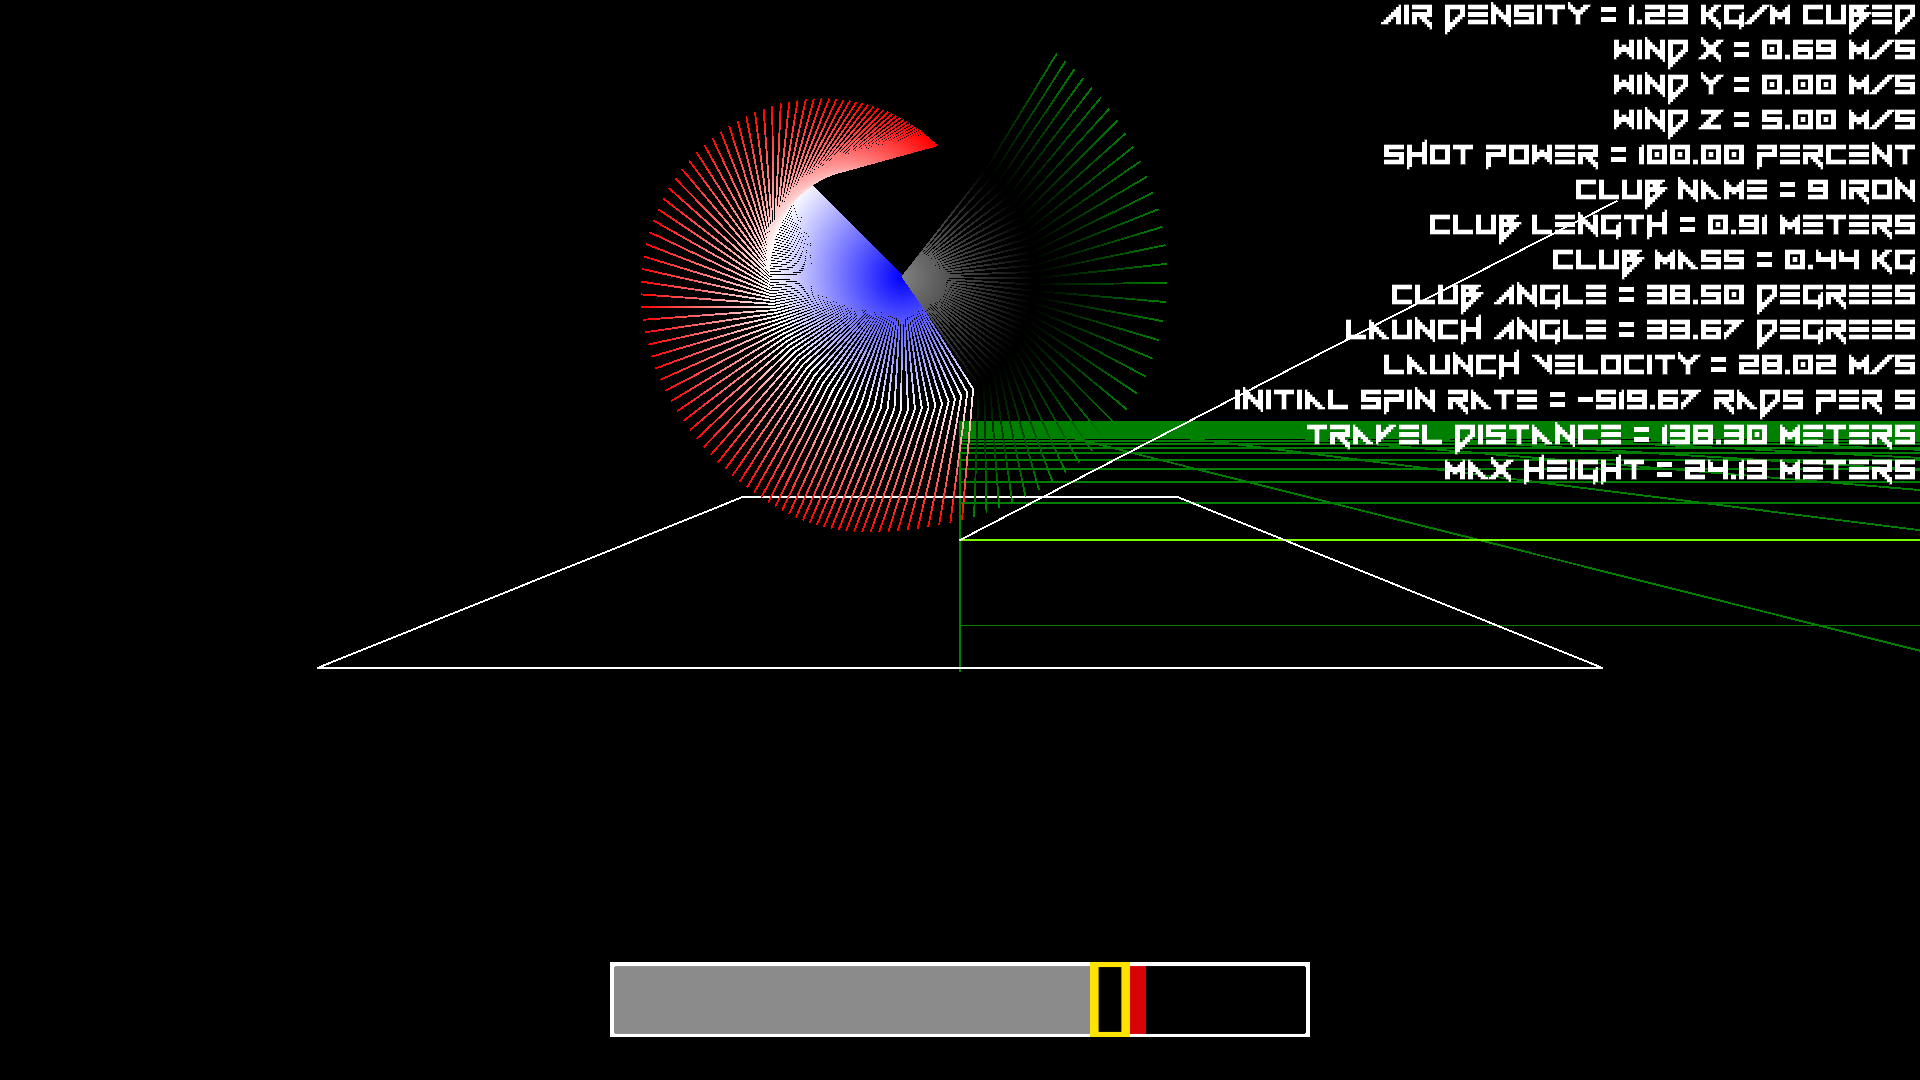 AIR DENSITY = 1.23 KG/M CUBED
WIND X = 0.69 M/S
WIND Y = 0.00 M/S
WIND Z = 5.00 M/S
SHOT POWER = 100.00 PERCENT
CLUB NAME = 9 IRON
CLUB LENGTH = 0.91 METERS
CLUB MASS = 0.44 KG
CLUB ANGLE = 38.50 DEGREES
LAUNCH ANGLE = 33.67 DEGREES
LAUNCH VELOCITY = 28.02 M/S
INITIAL SPIN RATE = -519.67 RADS PER S
TRAVEL DISTANCE = 138.30 METERS
MAX HEIGHT = 24.13 METERS